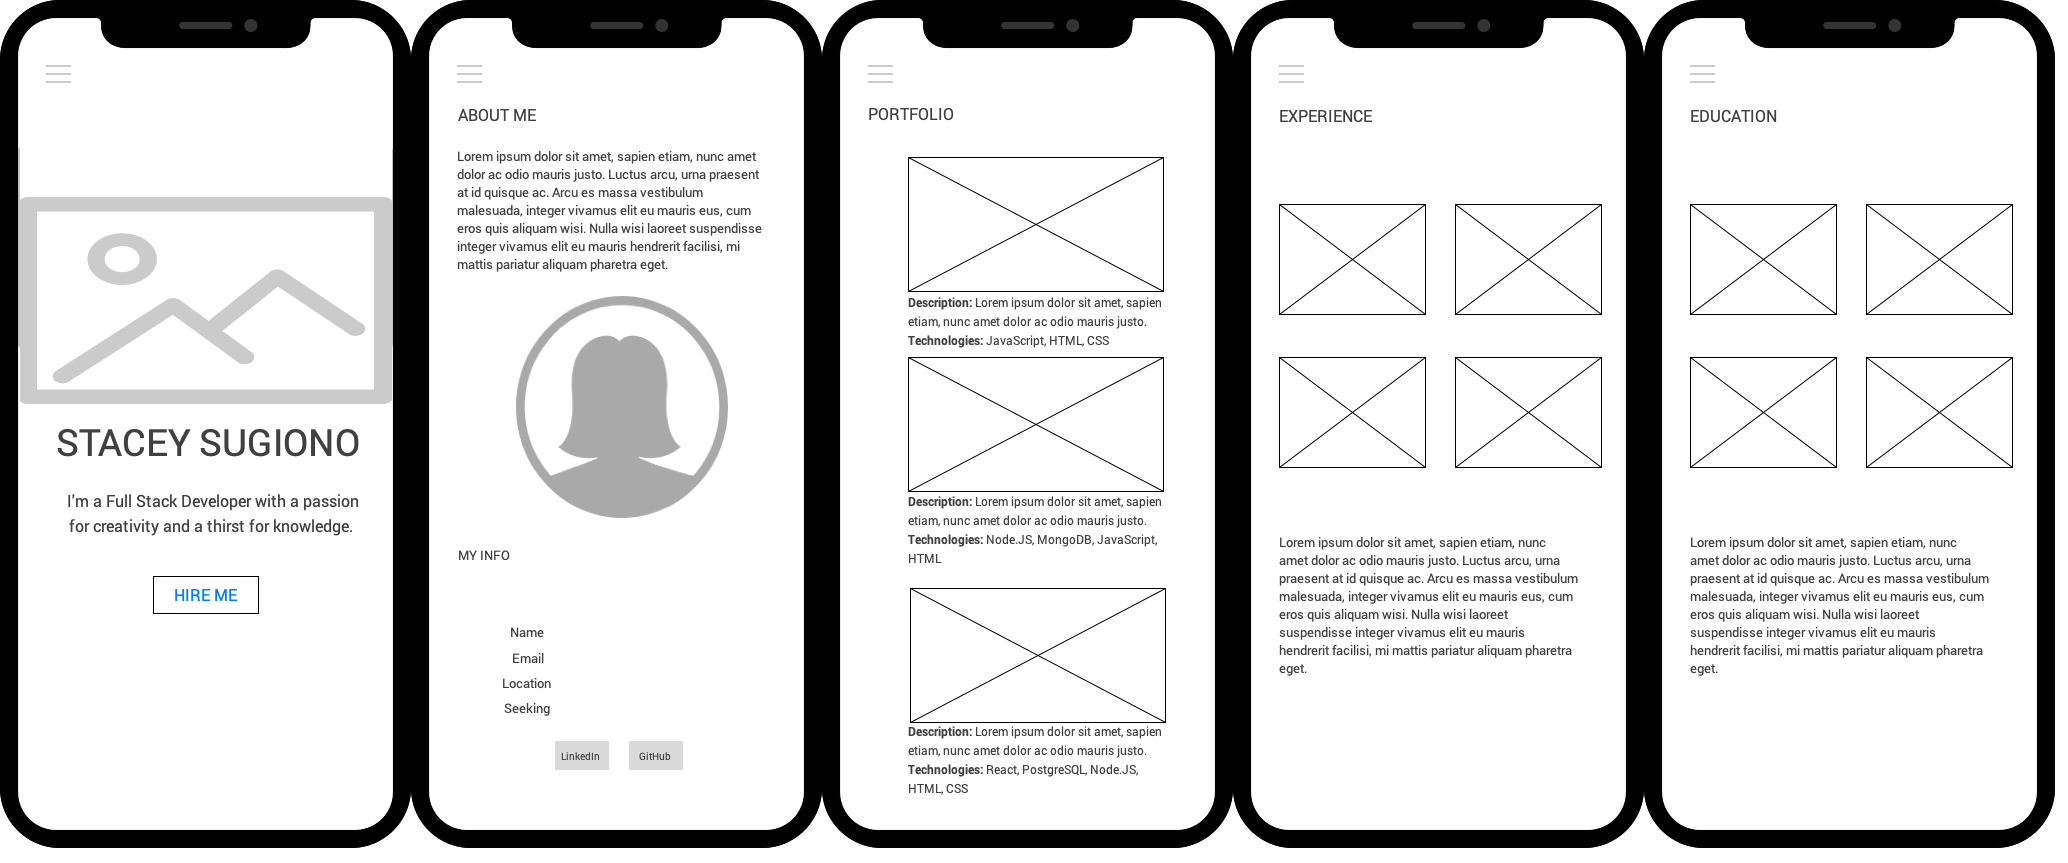 STACEY SUGIONO
I'm a Full Stack Developer with a passion
for creativity and a thirst for knowledge.
HIRE ME
ABOUT ME
Lorem ipsum dolor sit amet, sapien etiam, nunc amet
dolor ac odio mauris justo. Luctus arcu, urna praesent
at id quisque ac. Arcu es massa vestibulum
malesuada, integer vivamus elit eu mauris eus, cum
eros quis aliquam wisi. Nulla wisi laoreet suspendisse
integer vivamus elit eu mauris hendrerit facilisi, mi
mattis pariatur aliquam pharetra eget.
MY INFO
Name
Email
Location
Seeking
LinkedIn GitHub
PORTFOLIO
Description: Lorem ipsum dolor sit amet, sapien
etiam, nunc amet dolor ac odio mauris justo.
Technologies: JavaScript, HTML, CSS
Description: Lorem ipsum dolor sit amet, sapien
etiam, nunc amet dolor ac odio mauris justo.
Technologies: Node.JS, MongoDB, JavaScript,
HTML
Description: Lorem ipsum dolor sit amet, sapien
etiam, nunc amet dolor ac odio mauris justo.
Technologies: React, PostgreSQL, Node.JS,
HTML, CSS
EXPERIENCE
Lorem ipsum dolor sit amet, sapien etiam, nunc
amet dolor ac odio mauris justo. Luctus arcu, urna
praesent at id quisque ac. Arcu es massa vestibulum
malesuada, integer vivamus elit eu mauris eus, cum
eros quis aliquam wisi. Nulla wisi laoreet
suspendisse integer vivamus elit eu mauris
hendrerit facilisi, mi mattis pariatur aliquam pharetra
eget.
EDUCATION
Lorem ipsum dolor sit amet, sapien etiam, nunc
amet dolor ac odio mauris justo. Luctus arcu, urna
praesent at id quisque ac. Arcu es massa vestibulum
malesuada, integer vivamus elit eu mauris eus, cum
eros quis aliquam wisi. Nulla wisi laoreet
suspendisse integer vivamus elit eu mauris
hendrerit facilisi, mi mattis pariatur aliquam pharetra
eget.